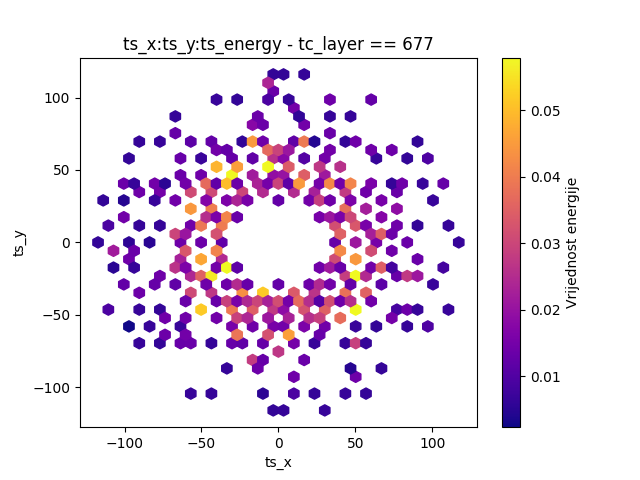 ts_x:ts_y:ts_energy - tc_layer == 677
100
50
0
−50
−100
ts_y
−100 −50 0 50 100
ts_x
0.05
0.04
0.03
0.02
0.01
Vrijednost energije